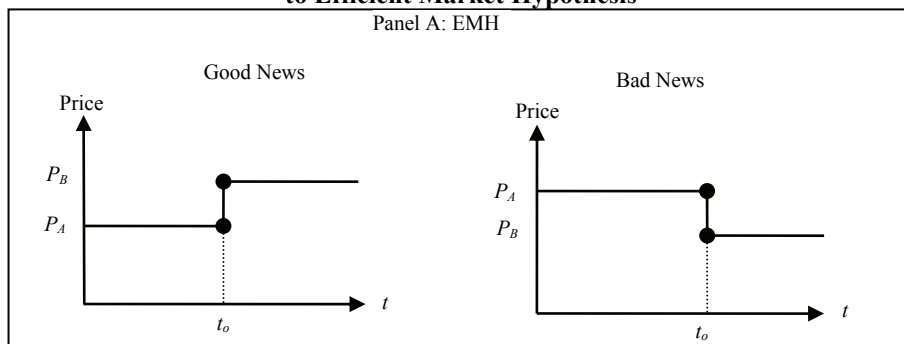 to Efficient Market Hypothesis
Panel A: EMH
Good News
Price
P_B
P_A
t
t_o
Bad News
Price
P_A
P_B
t
t_o